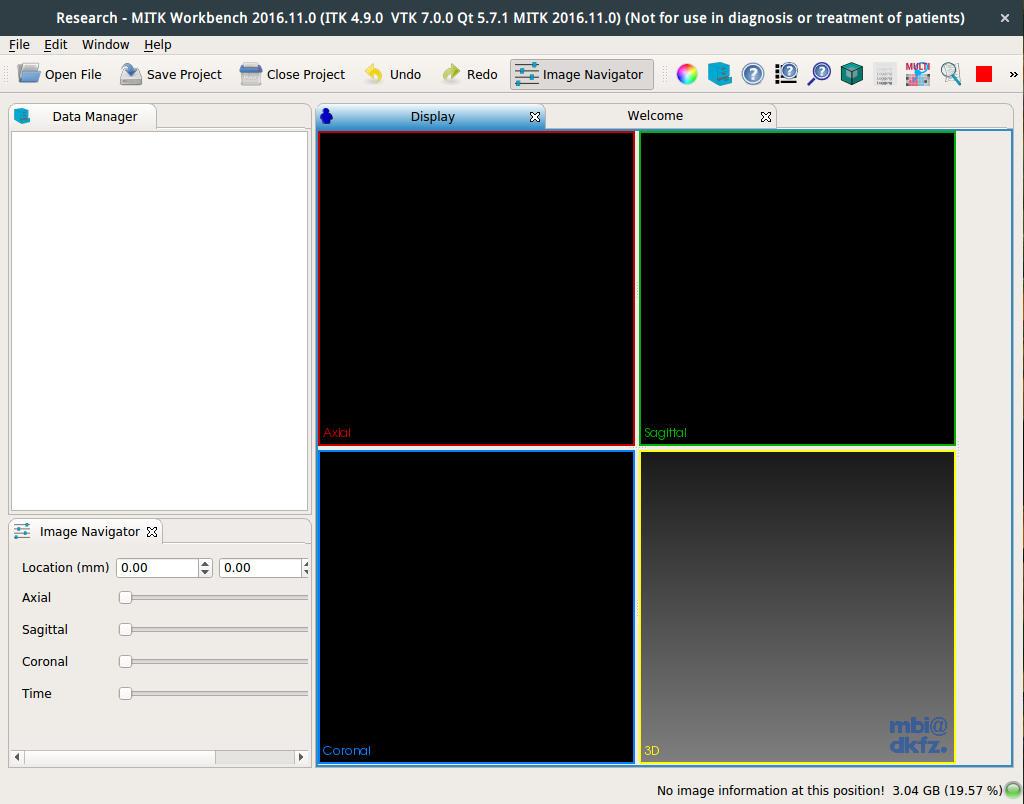 Research - MITK Workbench 2016.11.0 (ITK 4.9.0  VTK 7.0.0 Qt 5.7.1 MITK 2016.11.0) (Not for use in diagnosis or treatment of patients)
File Edit Window Help
Open File Save Project Close Project Undo Redo Image Navigator MULTI »
Data Manager
Display Welcome
Axial
Sagittal
Coronal
3D
mbi@
dkfz.
Image Navigator
Location (mm) 0.00 0.00
Axial
Sagittal
Coronal
Time
No image information at this position! 3.04 GB (19.57 %)